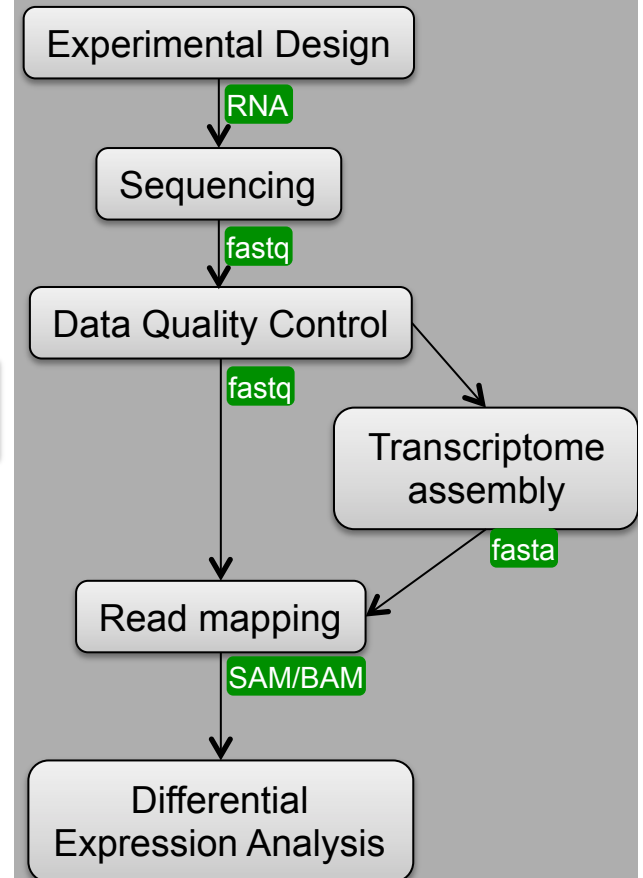 Experimental Design
RNA
Sequencing
fastq
Data Quality Control
fastq
Transcriptome
assembly
fasta
Read mapping
SAM/BAM
Differential
Expression Analysis